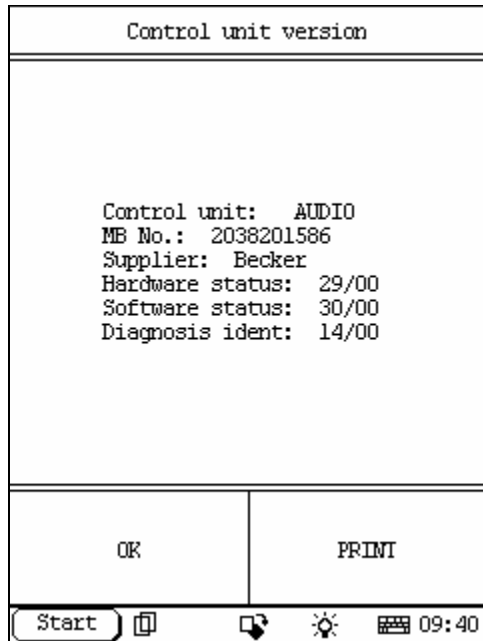 Control unit version
Control unit: AUDIO
MB No.: 2038201586
Supplier: Becker
Hardware status: 29/00
Software status: 30/00
Diagnosis ident: 14/00
OK
PRINT
Start
09:40